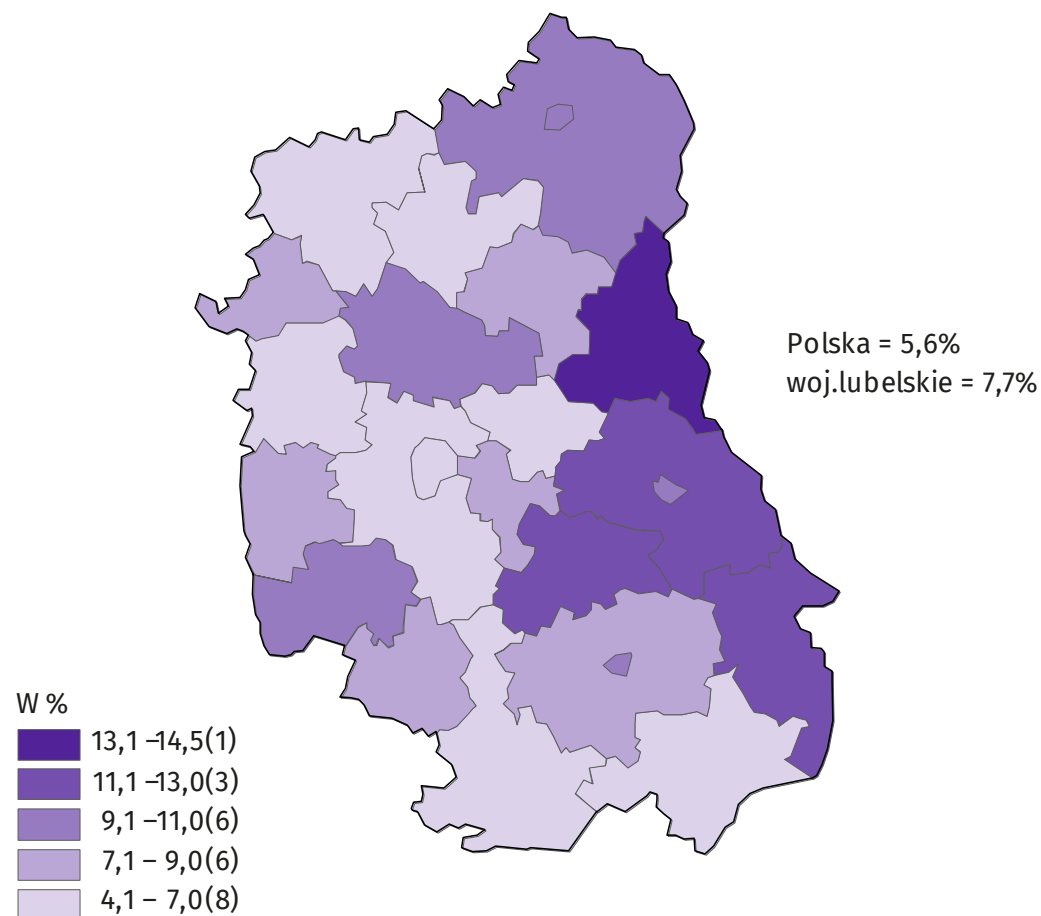 Polska = 5,6%
woj.lubelskie = 7,7%
W %
13,1 –14,5(1)
11,1 –13,0(3)
9,1 –11,0(6)
7,1 – 9,0(6)
4,1 – 7,0(8)